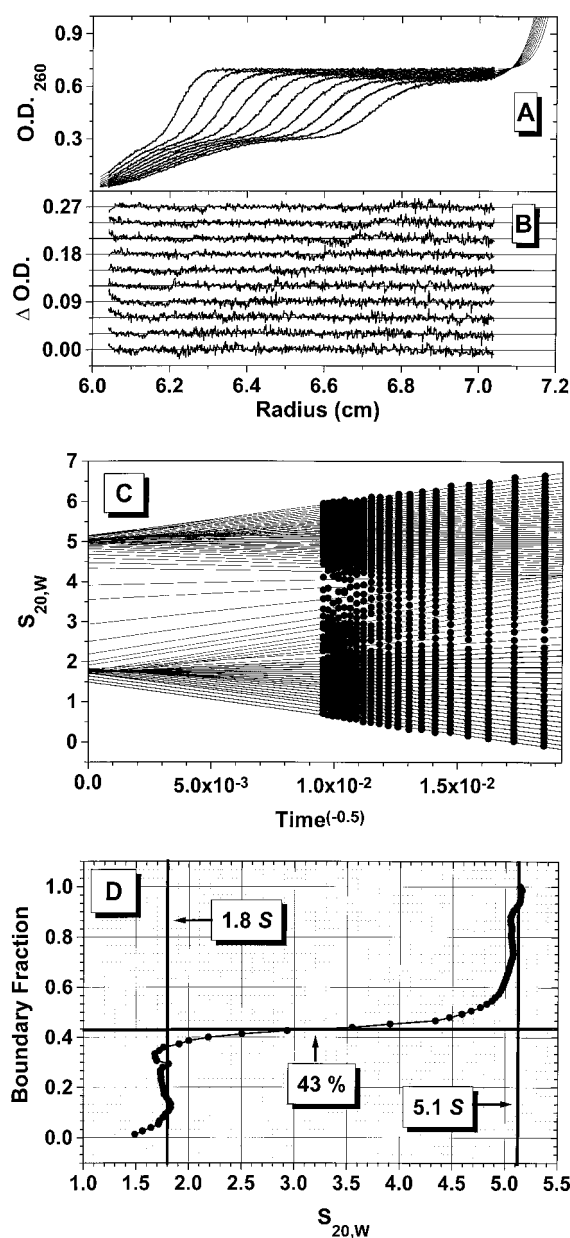 0.9
0.6
0.3
O.D. 260
A
0.27
0.18
0.09
0.00
Δ O.D.
B
6.0 6.2 6.4 6.6 6.8 7.0 7.2
Radius (cm)
7
6
5
4
3
2
1
0
S20,W
C
0.0 5.0x10-3 1.0x10-2 1.5x10-2
Time(-0.5)
D
1.0
0.8
0.6
0.4
0.2
0.0
Boundary Fraction
1.8 S
43 %
5.1 S
1.0 1.5 2.0 2.5 3.0 3.5 4.0 4.5 5.0 5.5
S20,W